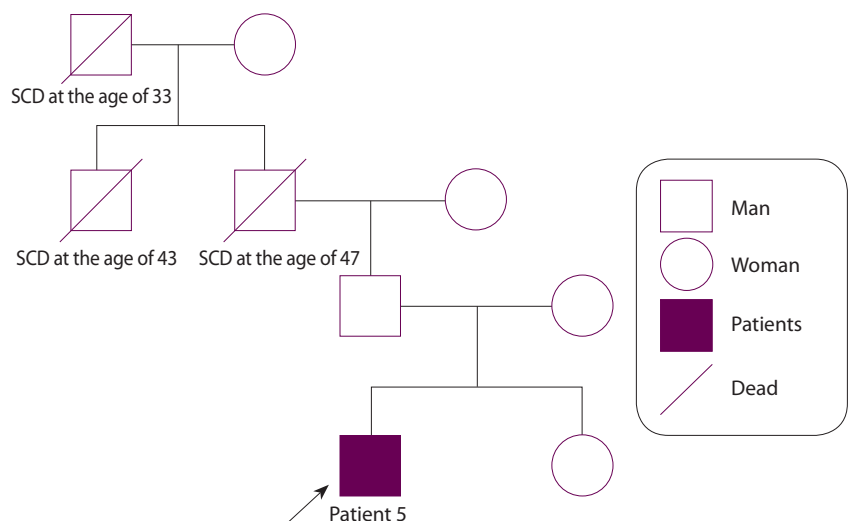 SCD at the age of 33
SCD at the age of 43
SCD at the age of 47
Patient 5
Man
Woman
Patients
Dead